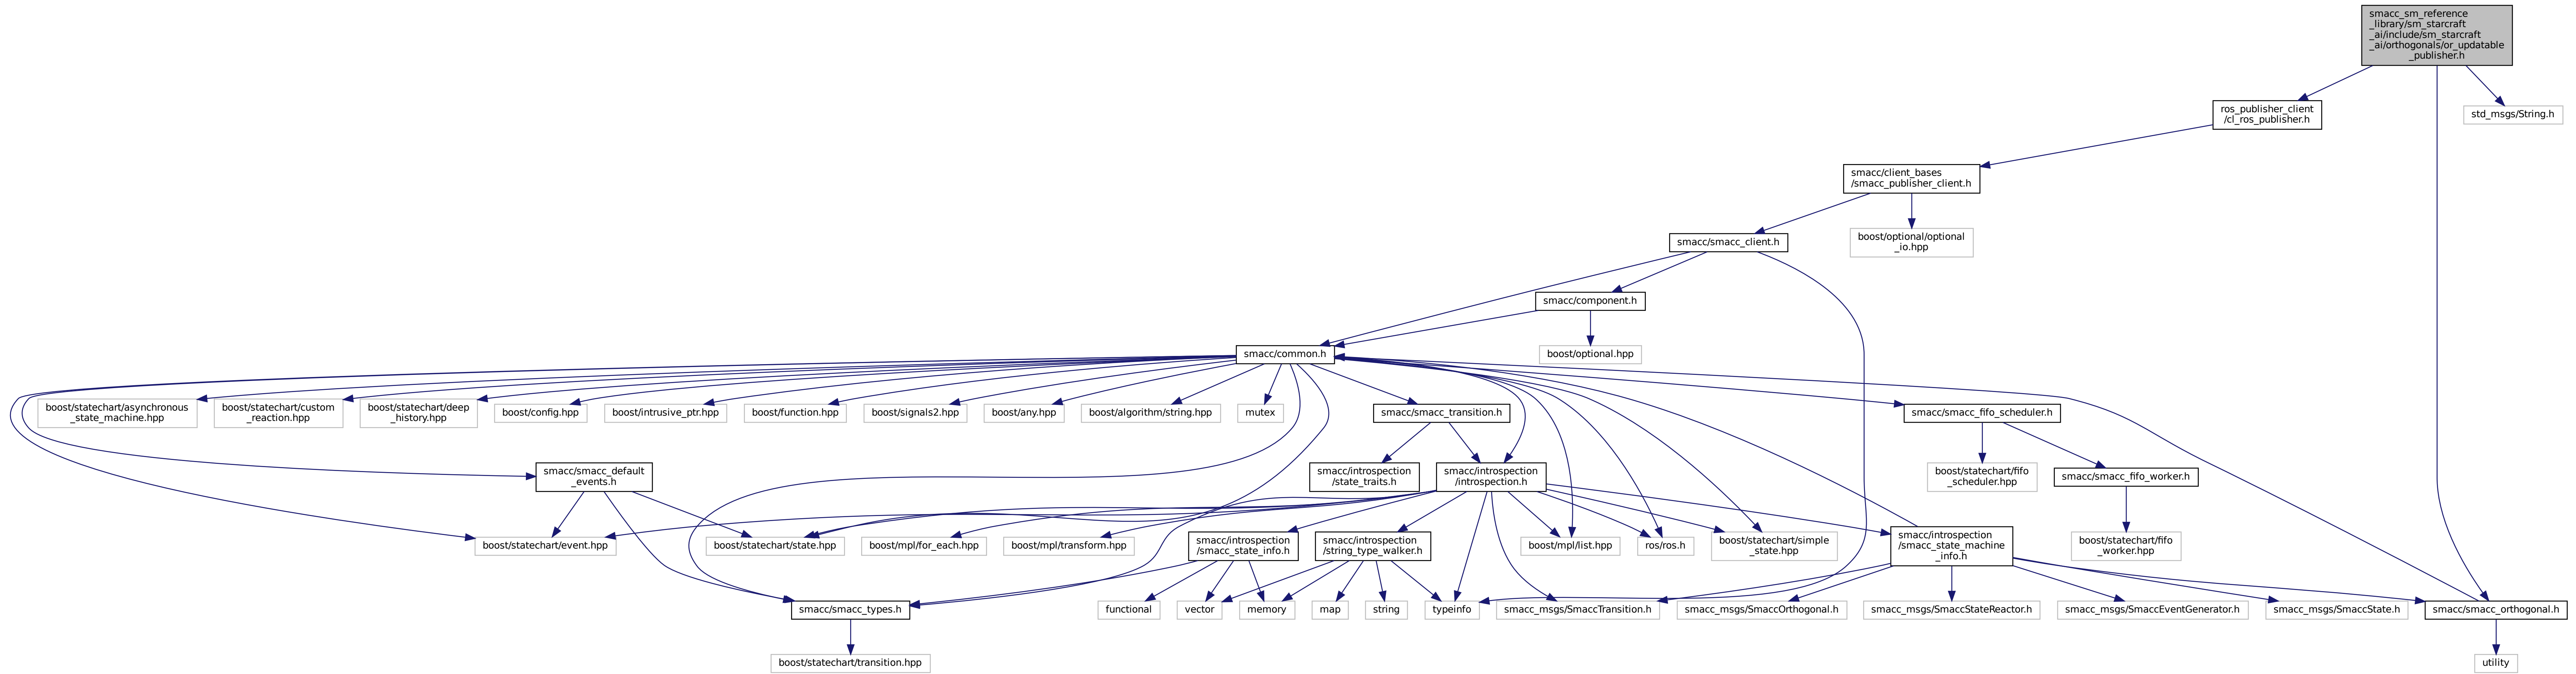 smacc_sm_reference
_library/sm_starcraft
_ai/include/sm_starcraft
_ai/orthogonals/or_updatable
_publisher.h
ros_publisher_client
/cl_ros_publisher.h
std_msgs/String.h
smacc/client_bases
/smacc_publisher_client.h
smacc/smacc_client.h
boost/optional/optional
_io.hpp
smacc/component.h
smacc/common.h
boost/optional.hpp
boost/statechart/asynchronous
_state_machine.hpp
boost/statechart/custom
_reaction.hpp
boost/statechart/deep
_history.hpp
boost/config.hpp
boost/intrusive_ptr.hpp
boost/function.hpp
boost/signals2.hpp
boost/any.hpp
boost/algorithm/string.hpp
mutex
smacc/smacc_transition.h
smacc/smacc_fifo_scheduler.h
smacc/smacc_default
_events.h
smacc/introspection
/state_traits.h
smacc/introspection
/introspection.h
boost/statechart/fifo
_scheduler.hpp
smacc/smacc_fifo_worker.h
boost/statechart/event.hpp
boost/statechart/state.hpp
boost/mpl/for_each.hpp
boost/mpl/transform.hpp
smacc/introspection
/smacc_state_info.h
smacc/introspection
/string_type_walker.h
boost/mpl/list.hpp
ros/ros.h
boost/statechart/simple
_state.hpp
smacc/introspection
/smacc_state_machine
_info.h
boost/statechart/fifo
_worker.hpp
smacc/smacc_types.h
functional
vector
memory
map
string
typeinfo
smacc_msgs/SmaccTransition.h
smacc_msgs/SmaccOrthogonal.h
smacc_msgs/SmaccStateReactor.h
smacc_msgs/SmaccEventGenerator.h
smacc_msgs/SmaccState.h
smacc/smacc_orthogonal.h
boost/statechart/transition.hpp
utility